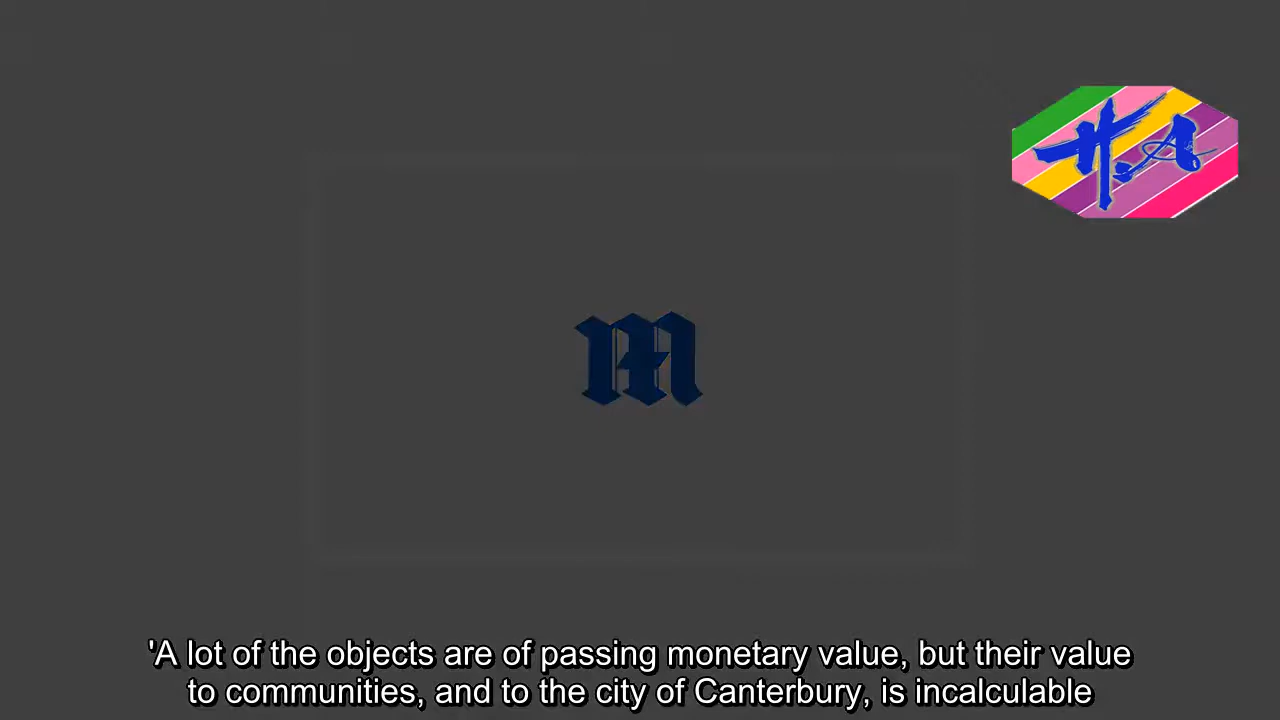 HA
m
'A lot of the objects are of passing monetary value, but their value
to communities, and to the city of Canterbury, is incalculable